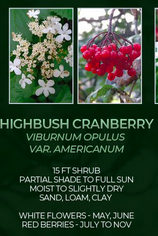 HIGHBUSH CRANBERRY
VIBURNUM OPULUS
VAR. AMERICANUM
15 FT SHRUB
PARTIAL SHADE TO FULL SUN
MOIST TO SLIGHTLY DRY
SAND, LOAM, CLAY
WHITE FLOWERS - MAY, JUNE
RED BERRIES - JULY TO NOV